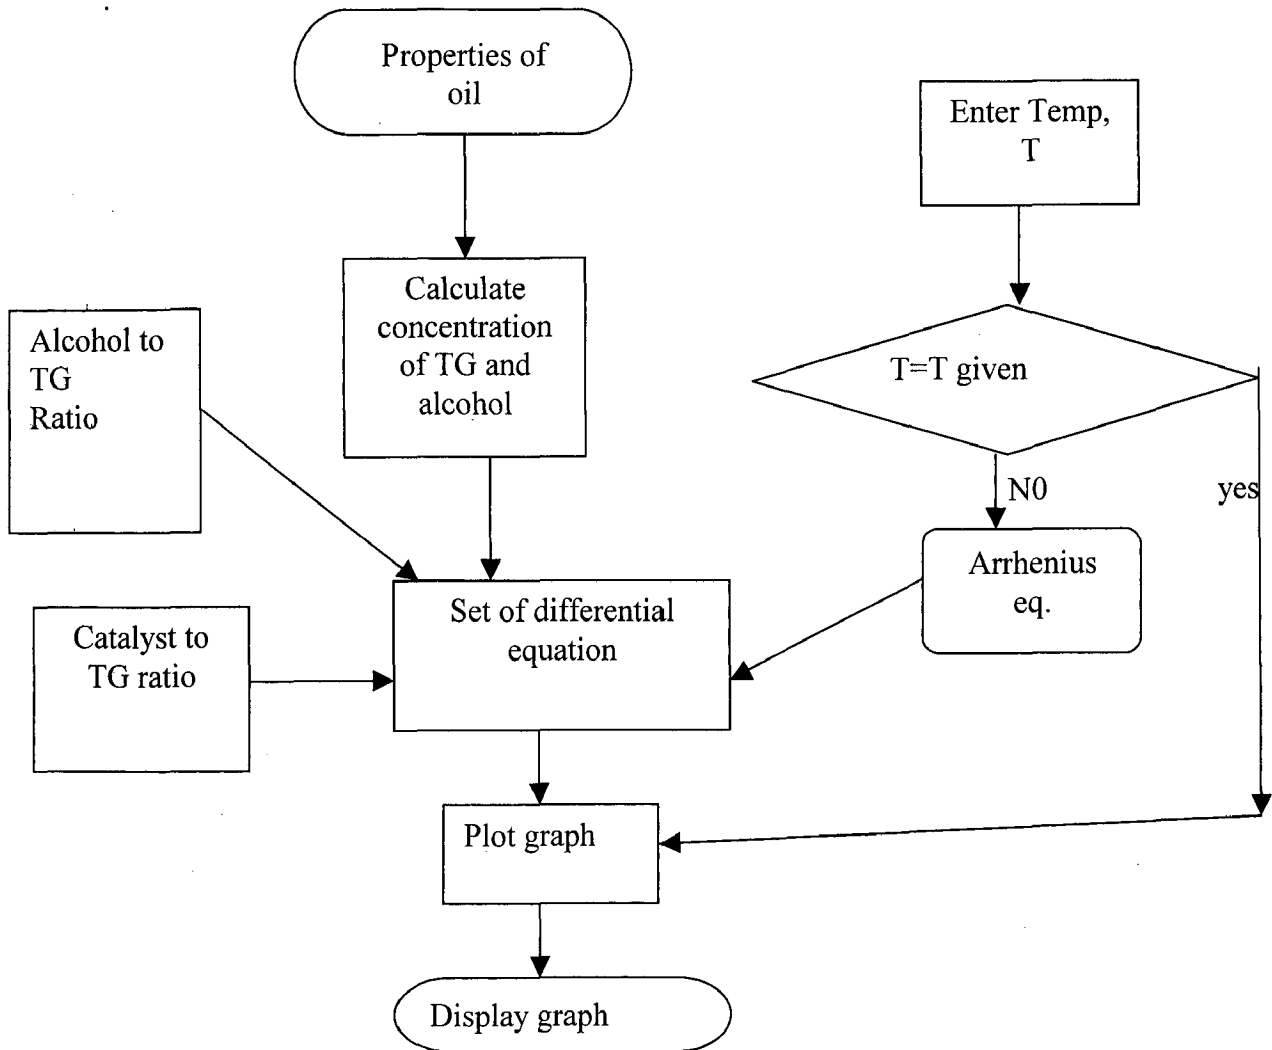 Properties of
oil
Enter Temp,
T
Calculate
concentration
of TG and
alcohol
Alcohol to
TG
Ratio
T=T given
N0
yes
Arrhenius
eq.
Set of differential
equation
Catalyst to
TG ratio
Plot graph
Display graph